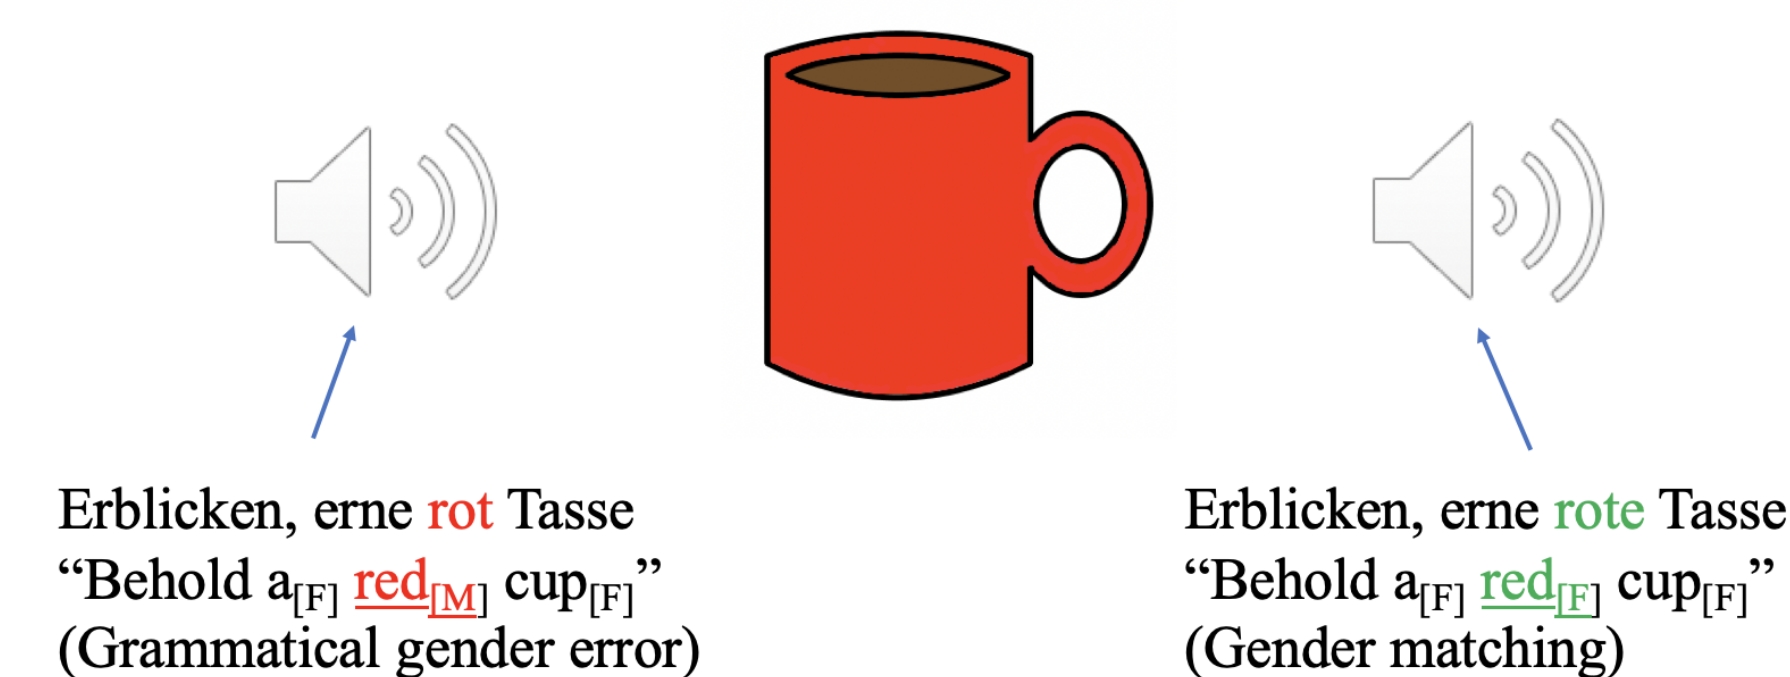 Erblicken, erne rot Tasse
“Behold a[F] red[M] cup[F]”
(Grammatical gender error)
Erblicken, erne rote Tasse
“Behold a[F] red[F] cup[F]”
(Gender matching)